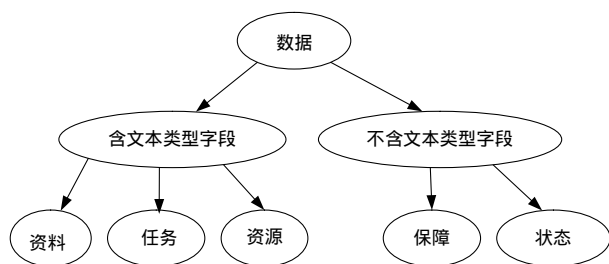 数据
含文本类型字段
不含文本类型字段
资料
任务
资源
保障
状态